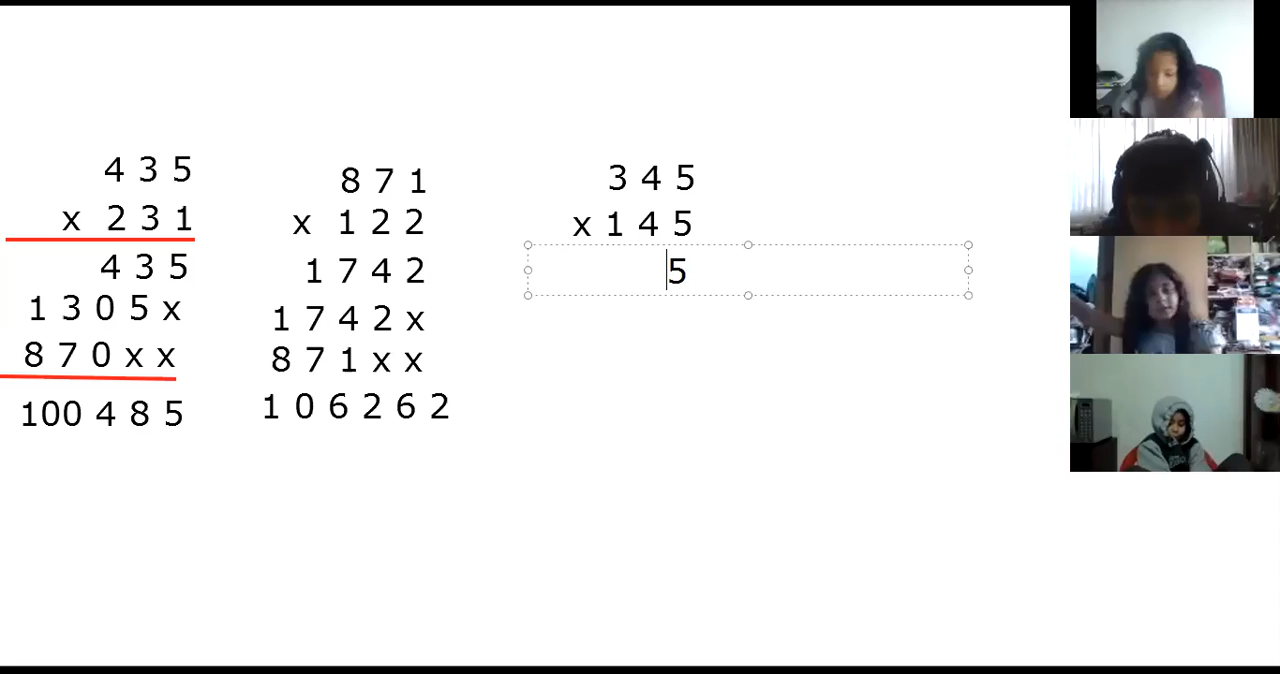 4 3 5
x 2 3 1
4 3 5
1 3 0 5 x
8 7 0 x x
100 4 8 5
8 7 1
x 1 2 2
1 7 4 2
1 7 4 2 x
8 7 1 x x
1 0 6 2 6 2
3 4 5
x 1 4 5
5